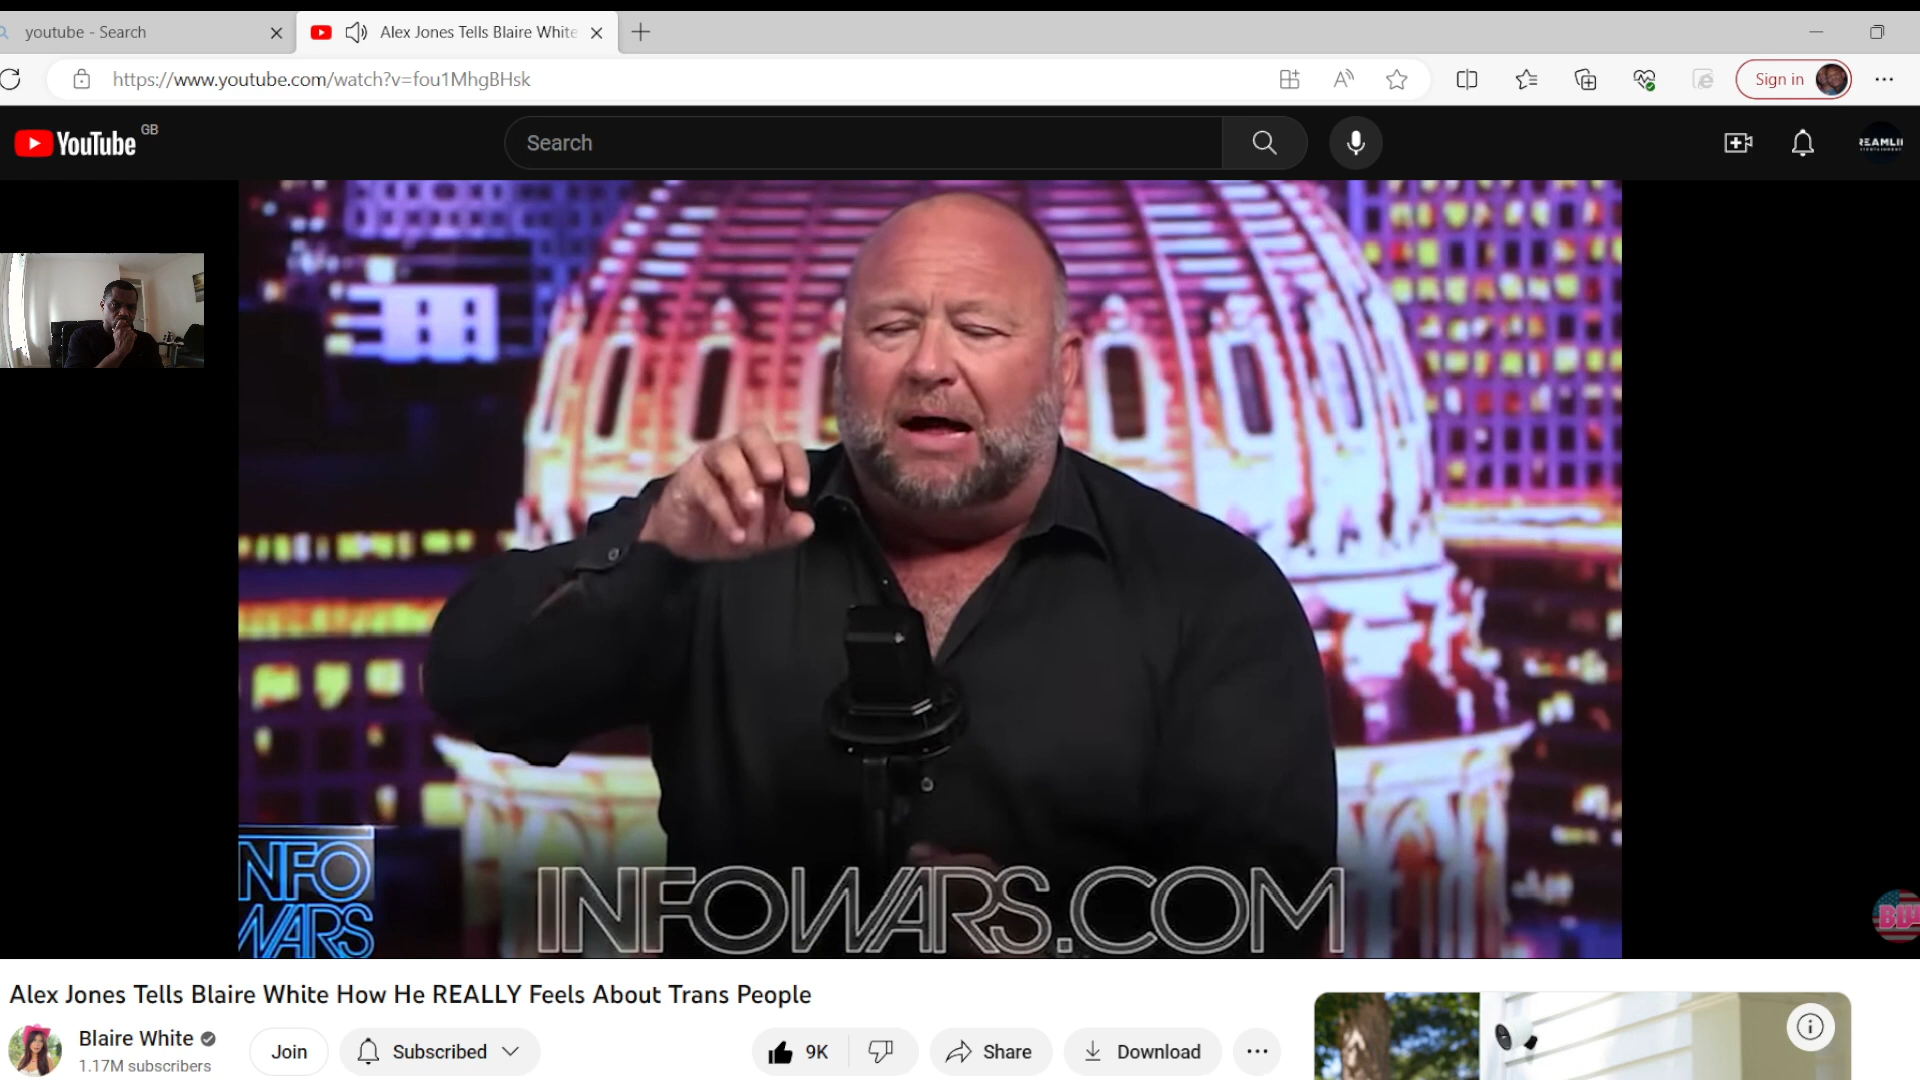 youtube - Search
Alex Jones Tells Blaire White
https://www.youtube.com/watch?v=fou1MhgBHsk
Sign in
YouTube GB
Search
REAMLII
INFO
WARS
INFOWARS.COM
Alex Jones Tells Blaire White How He REALLY Feels About Trans People
Blaire White
1.17M subscribers
Join
Subscribed
9K
Share
Download